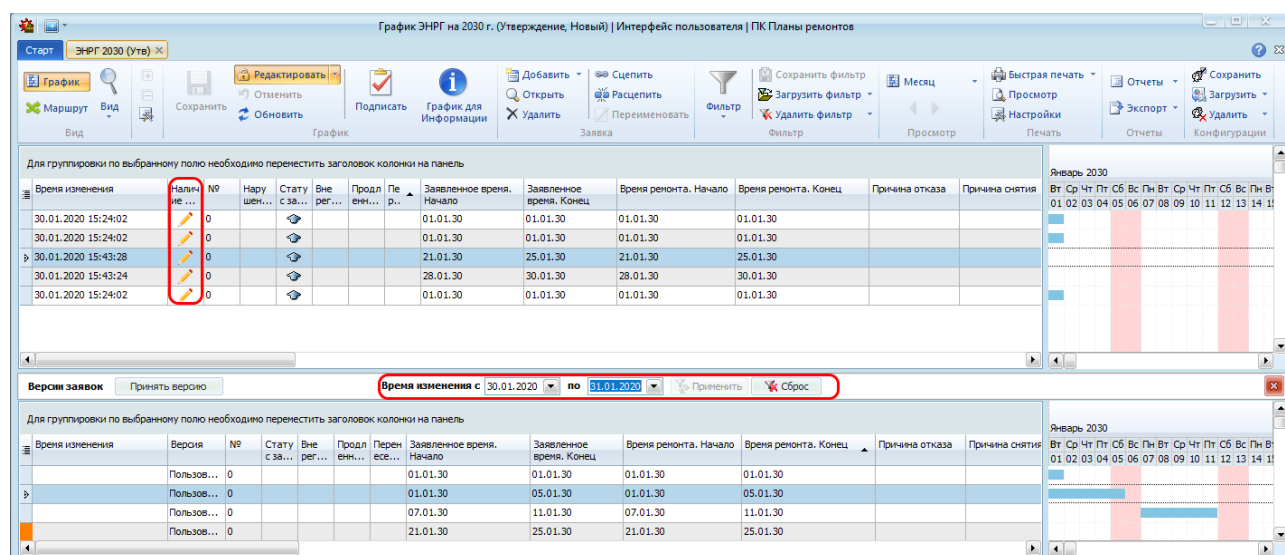 График ЭНРГ на 2030 г. (Утверждение, Новый) | Интерфейс пользователя | ПК Планы ремонтов
Старт ЭНРГ 2030 (Утв)
График Маршрут Вид
Вид
Сохранить Редактировать Отменить Обновить Подписать График для Информации
График
Добавить Открыть Удалить Сцепить Расцепить Переименовать
Заявка
Фильтр Сохранить фильтр Загрузить фильтр Удалить фильтр
Фильтр
Месяц
Просмотр
Быстрая печать Просмотр Настройки
Печать
Отчеты Экспорт
Отчеты
Сохранить Загрузить Удалить
Конфигурации
Для группировки по выбранному полю необходимо переместить заголовок колонки на панель
Январь 2030
Время изменения Налич ие ... № Нару шен... Стату с за... Вне рег... Продл енн... Пе р... Заявленное время. Начало Заявленное время. Конец Время ремонта. Начало Время ремонта. Конец Причина отказа Причина снятия Вт Ср Чт Пт Сб Вс Пн Вт Ср Чт Пт Сб Вс Пн В
01 02 03 04 05 06 07 08 09 10 11 12 13 14 1
30.01.2020 15:24:02 0 01.01.30 01.01.30 01.01.30 01.01.30
30.01.2020 15:24:02 0 01.01.30 01.01.30 01.01.30 01.01.30
30.01.2020 15:43:28 0 21.01.30 25.01.30 21.01.30 25.01.30
30.01.2020 15:43:24 0 28.01.30 30.01.30 28.01.30 30.01.30
30.01.2020 15:24:02 0 01.01.30 01.01.30 01.01.30 01.01.30
Версии заявок Принять версию Время изменения с 30.01.2020 по 31.01.2020 Применить Сброс
Для группировки по выбранному полю необходимо переместить заголовок колонки на панель
Январь 2030
Время изменения Версия № Стату с за... Вне рег... Продл енн... Перен есе... Заявленное время. Начало Заявленное время. Конец Время ремонта. Начало Время ремонта. Конец Причина отказа Причина снятия Вт Ср Чт Пт Сб Вс Пн Вт Ср Чт Пт Сб Вс Пн В
01 02 03 04 05 06 07 08 09 10 11 12 13 14 1
Пользов... 0 01.01.30 01.01.30 01.01.30 01.01.30
Пользов... 0 01.01.30 05.01.30 01.01.30 05.01.30
Пользов... 0 07.01.30 11.01.30 07.01.30 11.01.30
Пользов... 0 21.01.30 25.01.30 21.01.30 25.01.30